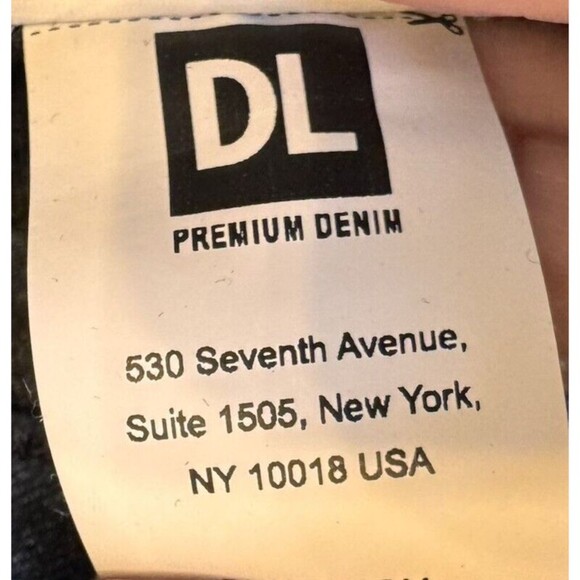 DL
PREMIUM DENIM
530 Seventh Avenue,
Suite 1505, New York,
NY 10018 USA